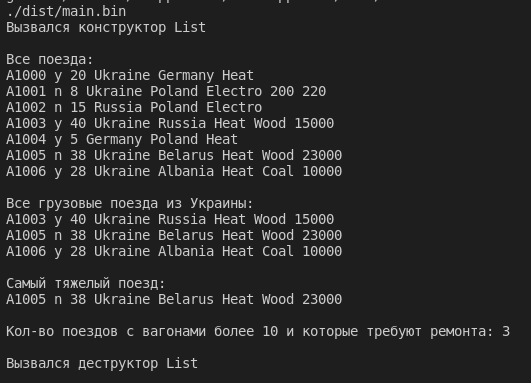 ./dist/main.bin
Вызвался конструктор List
Все поезда:
A1000 y 20 Ukraine Germany Heat
A1001 n 8 Ukraine Poland Electro 200 220
A1002 n 15 Russia Poland Electro
A1003 y 40 Ukraine Russia Heat Wood 15000
A1004 y 5 Germany Poland Heat
A1005 n 38 Ukraine Belarus Heat Wood 23000
A1006 y 28 Ukraine Albania Heat Coal 10000
Все грузовые поезда из Украины:
A1003 y 40 Ukraine Russia Heat Wood 15000
A1005 n 38 Ukraine Belarus Heat Wood 23000
A1006 y 28 Ukraine Albania Heat Coal 10000
Самый тяжелый поезд:
A1005 n 38 Ukraine Belarus Heat Wood 23000
Кол-во поездов с вагонами более 10 и которые требуют ремонта: 3
Вызвался деструктор List